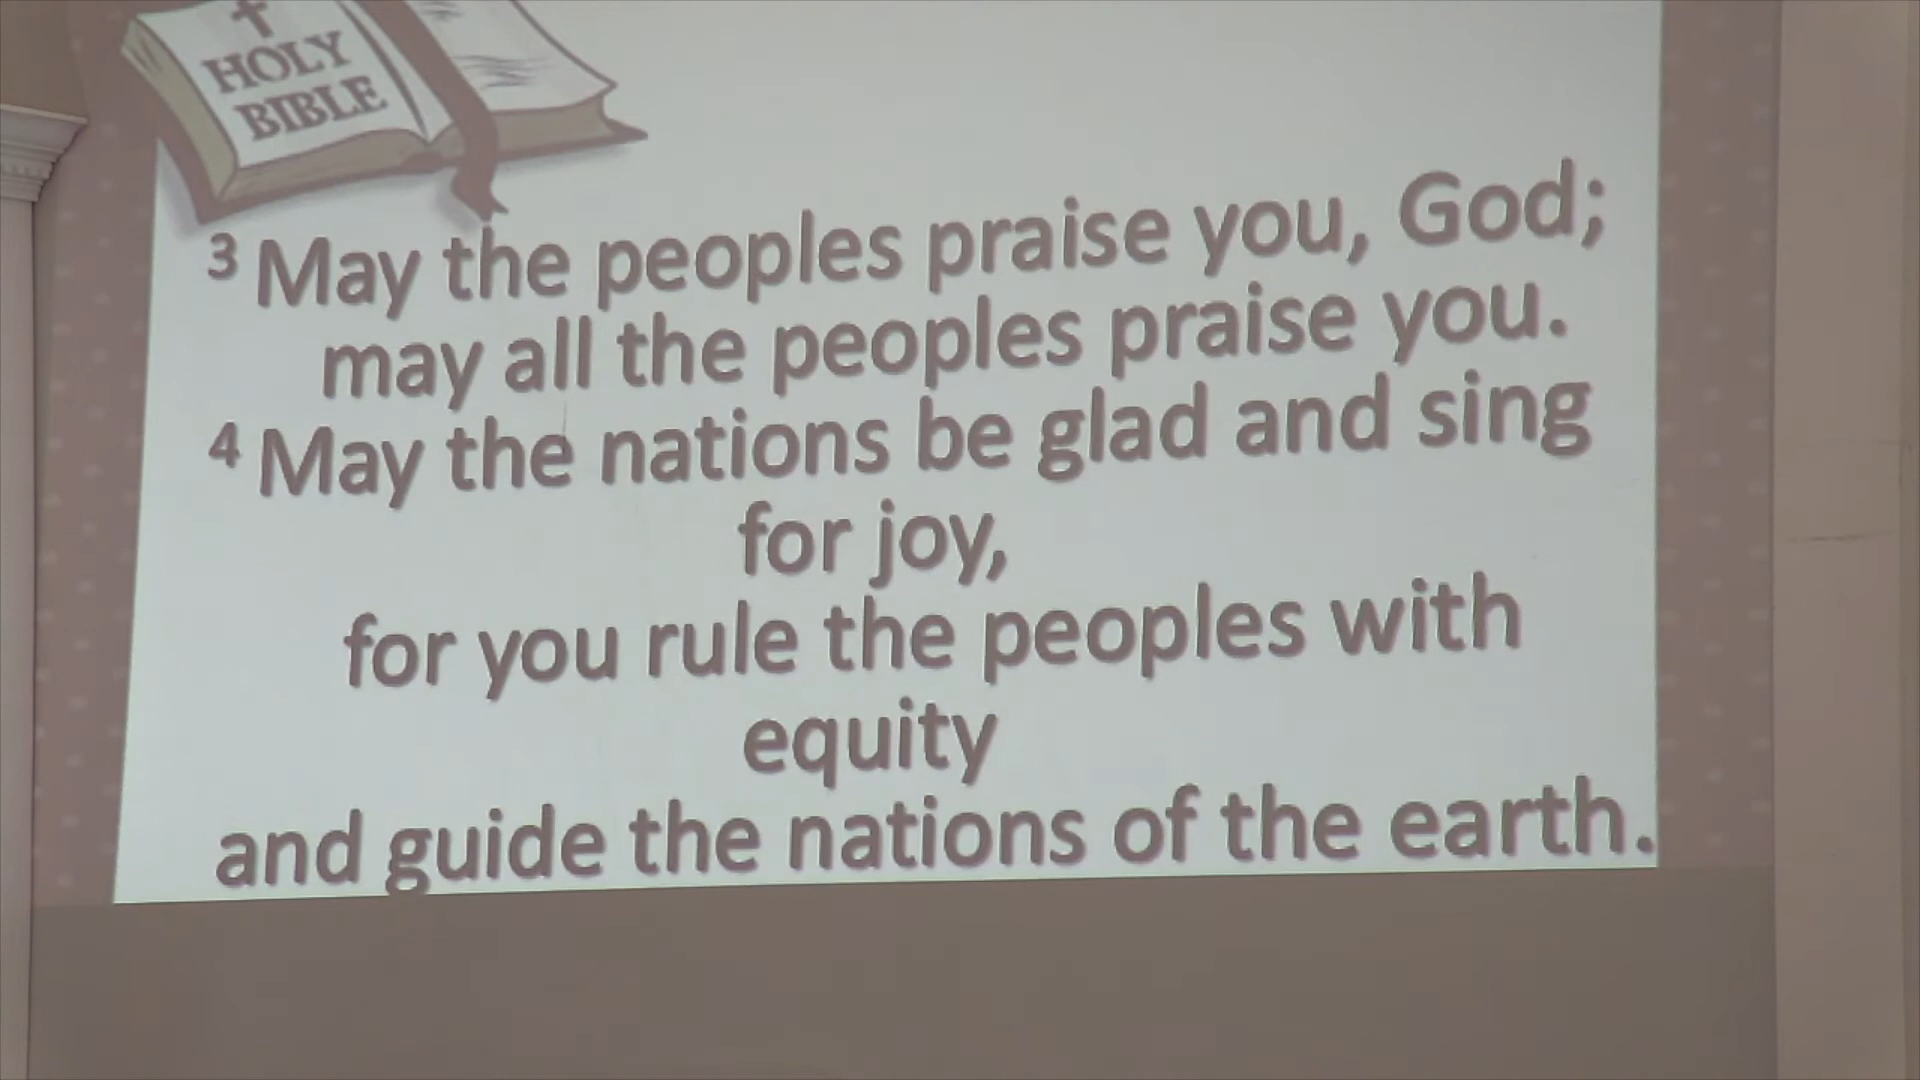 HOLY
BIBLE
3 May the peoples praise you, God;
may all the peoples praise you.
4 May the nations be glad and sing
for joy,
for you rule the peoples with
equity
and guide the nations of the earth.